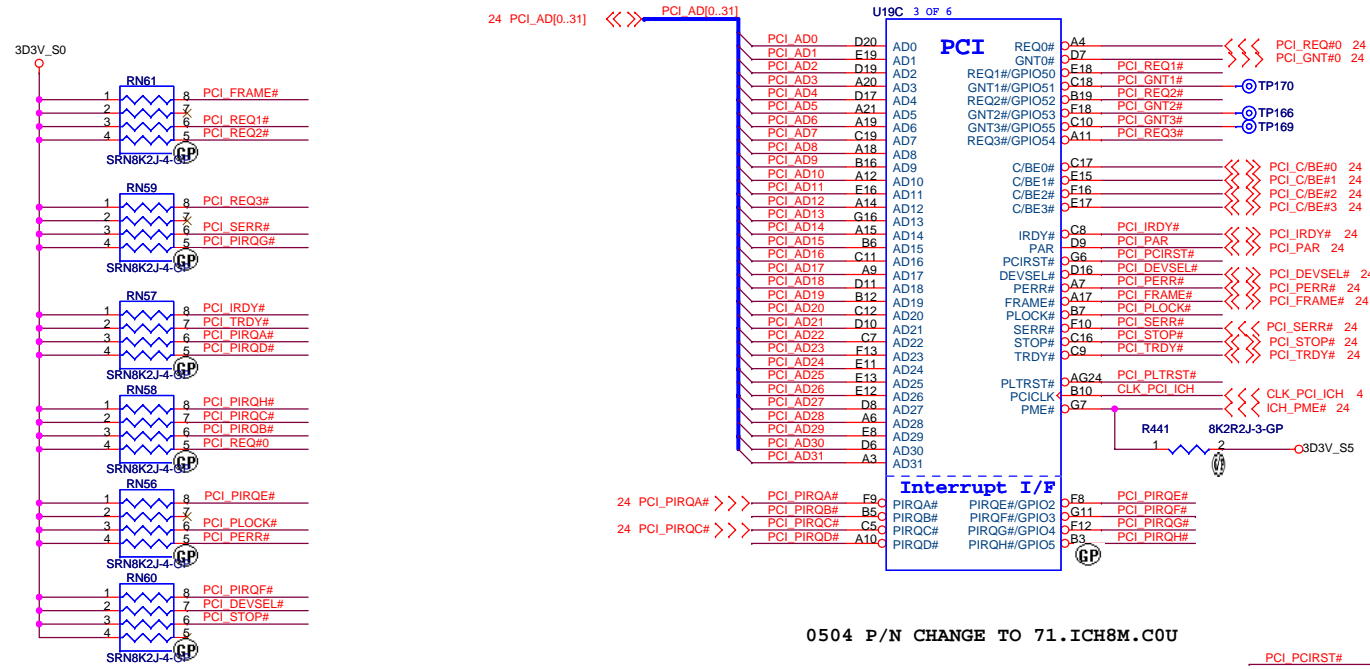 24 PCI_AD[0..31]
PCI_AD[0..31]
U19C 3 OF 6
3D3V_S0
RN61
1 8 PCI_FRAME#
2 7
3 6 PCI_REQ1#
4 5 PCI_REQ2#
SRN8K2J-4-GP
GP
RN59
1 8 PCI_REQ3#
2 7
3 6 PCI_SERR#
4 5 PCI_PIRQG#
SRN8K2J-4-GP
GP
RN57
1 8 PCI_IRDY#
2 7 PCI_TRDY#
3 6 PCI_PIRQA#
4 5 PCI_PIRQD#
SRN8K2J-4-GP
GP
RN58
1 8 PCI_PIRQH#
2 7 PCI_PIRQC#
3 6 PCI_PIRQB#
4 5 PCI_REQ#0
SRN8K2J-4-GP
GP
RN56
1 8 PCI_PIRQE#
2 7
3 6 PCI_PLOCK#
4 5 PCI_PERR#
SRN8K2J-4-GP
GP
RN60
1 8 PCI_PIRQF#
2 7 PCI_DEVSEL#
3 6 PCI_STOP#
4 5
SRN8K2J-4-GP
GP
PCI
PCI_AD0 D20 AD0
PCI_AD1 E19 AD1
PCI_AD2 D19 AD2
PCI_AD3 A20 AD3
PCI_AD4 D17 AD4
PCI_AD5 A21 AD5
PCI_AD6 A19 AD6
PCI_AD7 C19 AD7
PCI_AD8 A18 AD8
PCI_AD9 B16 AD9
PCI_AD10 A12 AD10
PCI_AD11 E16 AD11
PCI_AD12 A14 AD12
PCI_AD13 G16 AD13
PCI_AD14 A15 AD14
PCI_AD15 B6 AD15
PCI_AD16 C11 AD16
PCI_AD17 A9 AD17
PCI_AD18 D11 AD18
PCI_AD19 B12 AD19
PCI_AD20 C12 AD20
PCI_AD21 D10 AD21
PCI_AD22 C7 AD22
PCI_AD23 F13 AD23
PCI_AD24 E11 AD24
PCI_AD25 E13 AD25
PCI_AD26 E12 AD26
PCI_AD27 D8 AD27
PCI_AD28 A6 AD28
PCI_AD29 E8 AD29
PCI_AD30 D6 AD30
PCI_AD31 A3 AD31
REQ0# A4 PCI_REQ#0 24
GNT0# D7 PCI_GNT#0 24
REQ1#/GPIO50 E18 PCI_REQ1#
GNT1#/GPIO51 C18 PCI_GNT1# TP170
REQ2#/GPIO52 B19 PCI_REQ2#
GNT2#/GPIO53 F18 PCI_GNT2# TP166
GNT3#/GPIO55 C10 PCI_GNT3# TP169
REQ3#/GPIO54 A11 PCI_REQ3#
C/BE0# C17 PCI_C/BE#0 24
C/BE1# E15 PCI_C/BE#1 24
C/BE2# F16 PCI_C/BE#2 24
C/BE3# E17 PCI_C/BE#3 24
IRDY# C8 PCI_IRDY# PCI_IRDY# 24
PAR D9 PCI_PAR PCI_PAR 24
PCIRST# G6 PCI_PCIRST#
DEVSEL# D16 PCI_DEVSEL# PCI_DEVSEL# 24
PERR# A7 PCI_PERR# PCI_PERR# 24
FRAME# A17 PCI_FRAME# PCI_FRAME# 24
PLOCK# B7 PCI_PLOCK#
SERR# F10 PCI_SERR# PCI_SERR# 24
STOP# C16 PCI_STOP# PCI_STOP# 24
TRDY# C9 PCI_TRDY# PCI_TRDY# 24
PLTRST# AG24 PCI_PLTRST#
PCICLK B10 CLK_PCI_ICH CLK_PCI_ICH 4
PME# G7 ICH_PME# 24
R441 8K2R2J-3-GP
1 2 3D3V_S5
Interrupt I/F
24 PCI_PIRQA# PCI_PIRQA# F9 PIRQA#
PCI_PIRQB# B5 PIRQB#
24 PCI_PIRQC# PCI_PIRQC# C5 PIRQC#
PCI_PIRQD# A10 PIRQD#
PIRQE#/GPIO2 F8 PCI_PIRQE#
PIRQF#/GPIO3 G11 PCI_PIRQF#
PIRQG#/GPIO4 F12 PCI_PIRQG#
PIRQH#/GPIO5 B3 PCI_PIRQH#
GP
0504 P/N CHANGE TO 71.ICH8M.C0U
PCI_PCIRST#